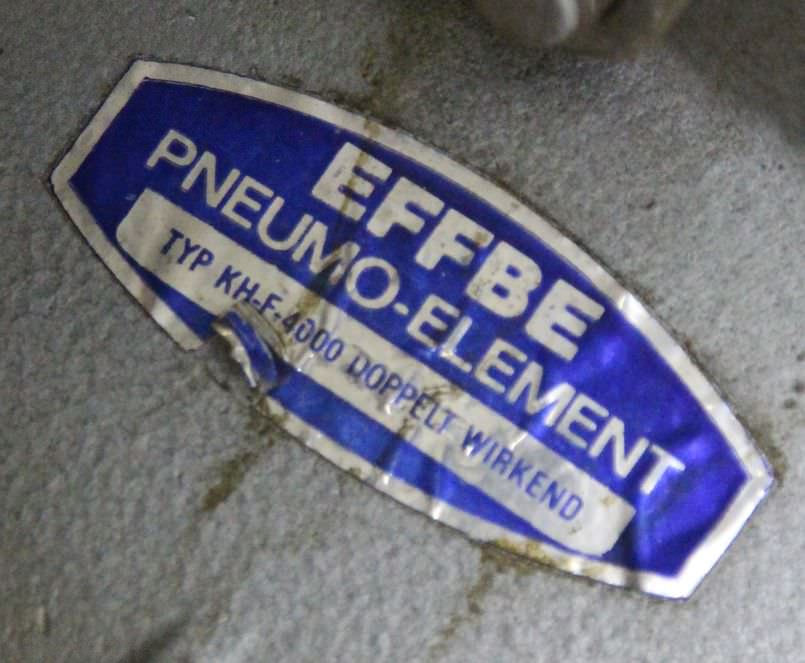 EFFBE
PNEUMO-ELEMENT
TYP KH-F-4000 DOPPELT WIRKEND